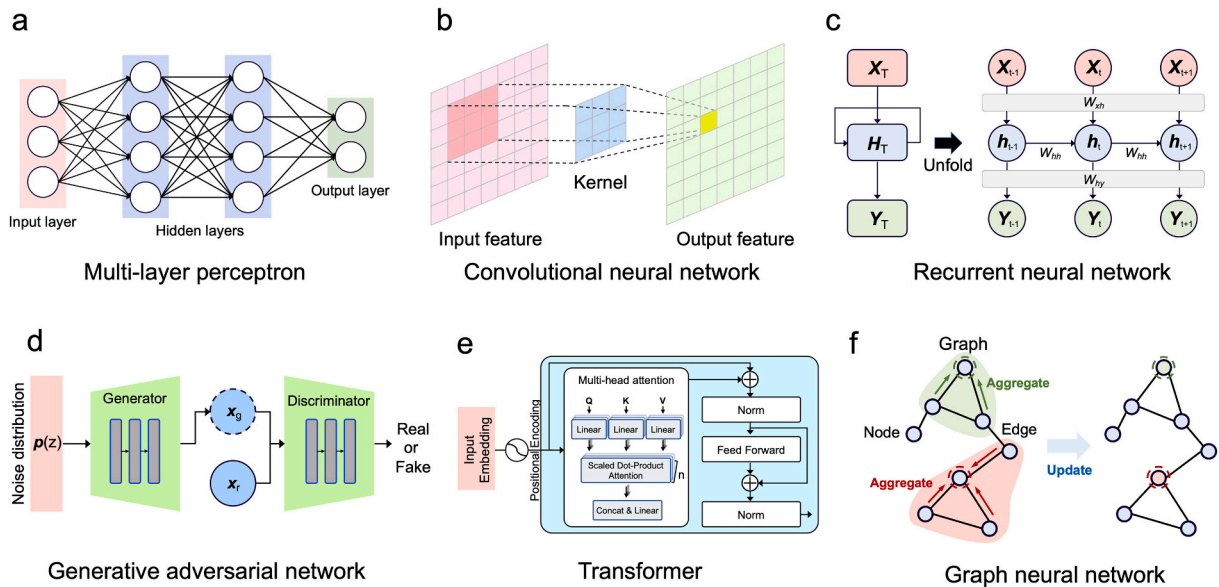 a
Input layer
Hidden layers
Output layer
Multi-layer perceptron
b
Kernel
Input feature
Output feature
Convolutional neural network
c
X_T
H_T
Y_T
Unfold
X_t-1
X_t
X_t+1
W_xh
h_t-1
W_hh
h_t
W_hh
h_t+1
W_hy
Y_t-1
Y_t
Y_t+1
Recurrent neural network
d
Noise distribution
p(z)
Generator
x_g
x_r
Discriminator
Real
or
Fake
Generative adversarial network
e
Input
Embedding
Positional Encoding
Multi-head attention
Q K V
Linear Linear Linear
Scaled Dot-Product
Attention
n
Concat & Linear
Norm
Feed Forward
Norm
Transformer
f
Graph
Aggregate
Node
Edge
Aggregate
Update
Graph neural network